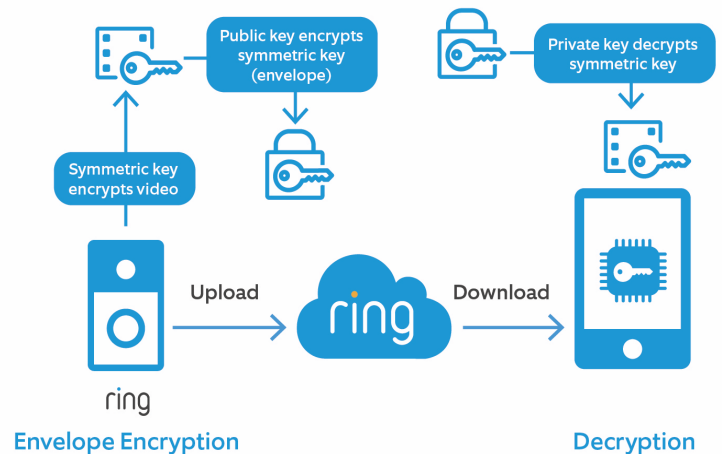 Public key encrypts
symmetric key
(envelope)
Private key decrypts
symmetric key
Symmetric key
encrypts video
Upload
ring
Download
ring
Envelope Encryption
Decryption